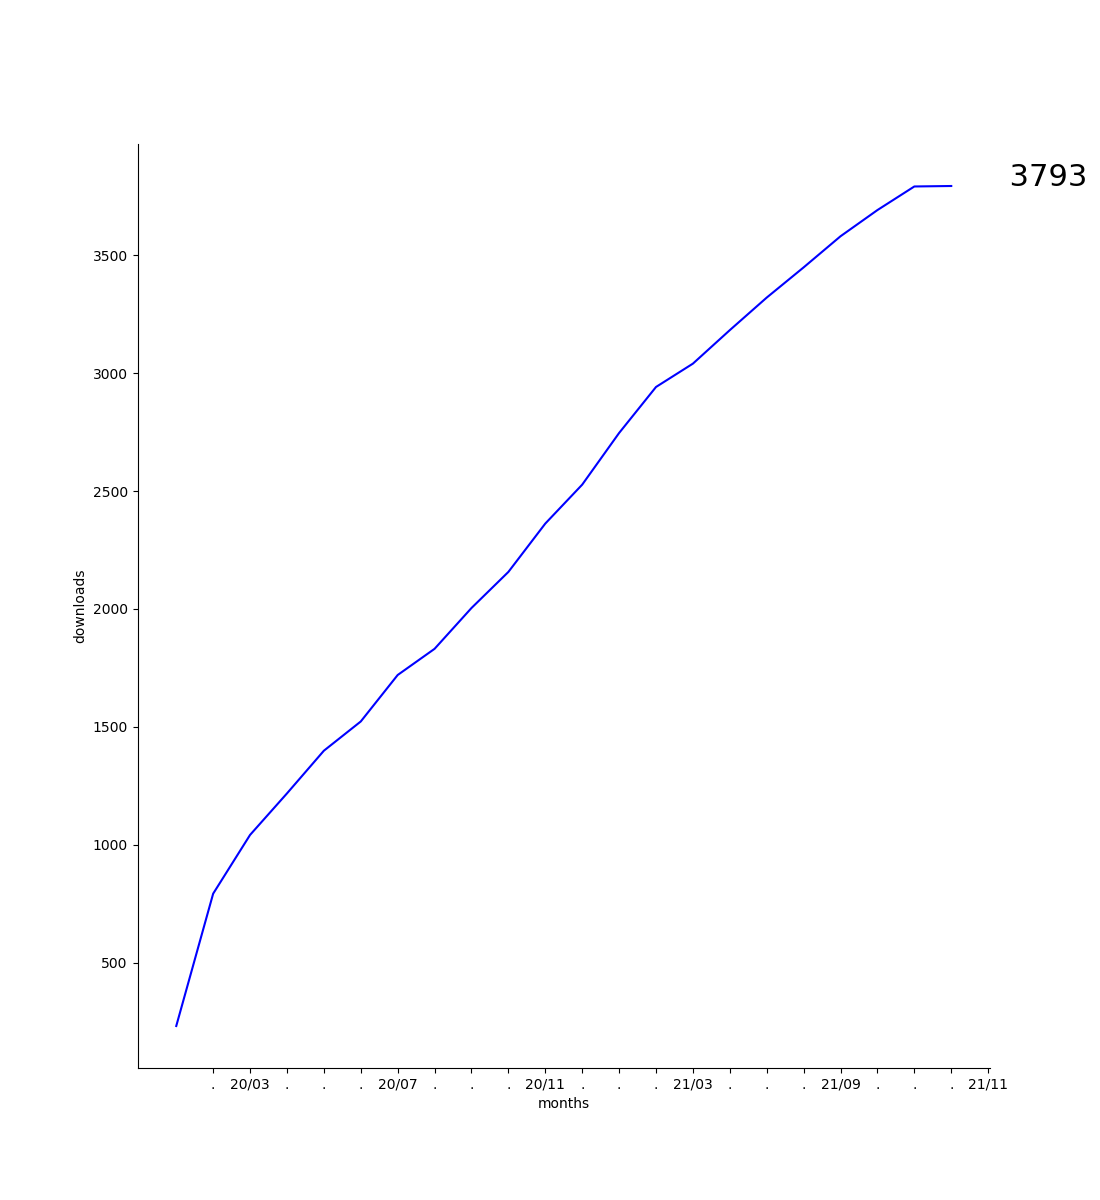 3793
3500
3000
2500
2000
1500
1000
500
downloads
. 20/03 . . . 20/07 . . . 20/11 . . . 21/03 . . . 21/09 . . . 21/11
months